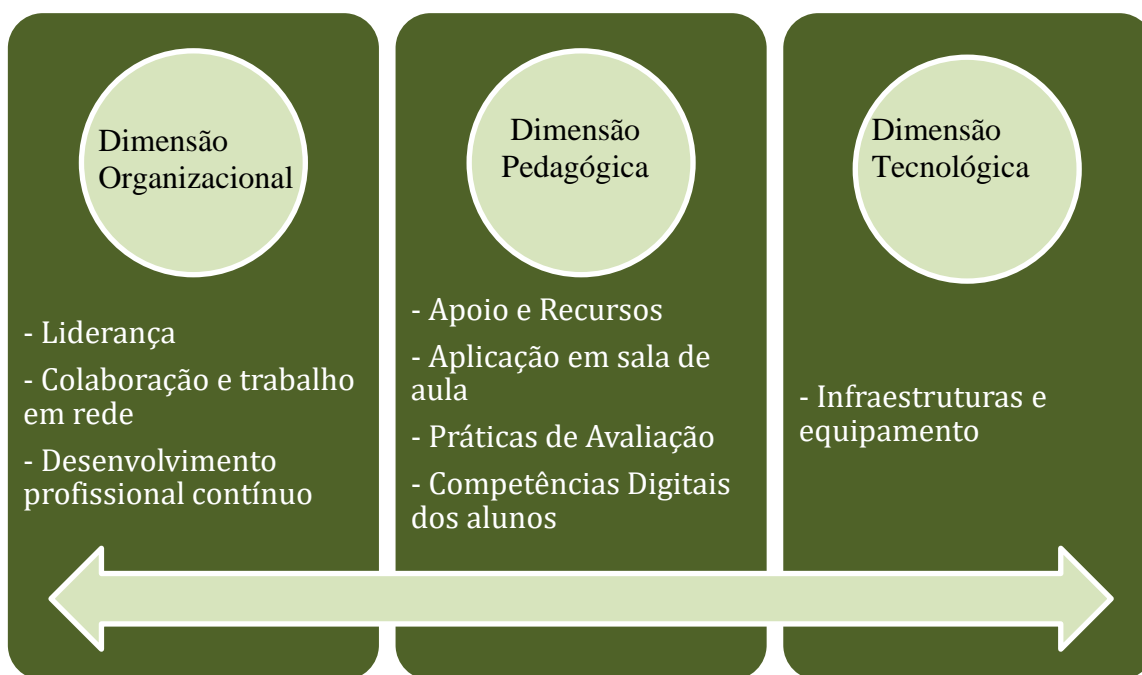 Dimensão
Organizacional
- Liderança
- Colaboração e trabalho
em rede
- Desenvolvimento
profissional contínuo
Dimensão
Pedagógica
- Apoio e Recursos
- Aplicação em sala de
aula
- Práticas de Avaliação
- Competências Digitais
dos alunos
Dimensão
Tecnológica
- Infraestruturas e
equipamento